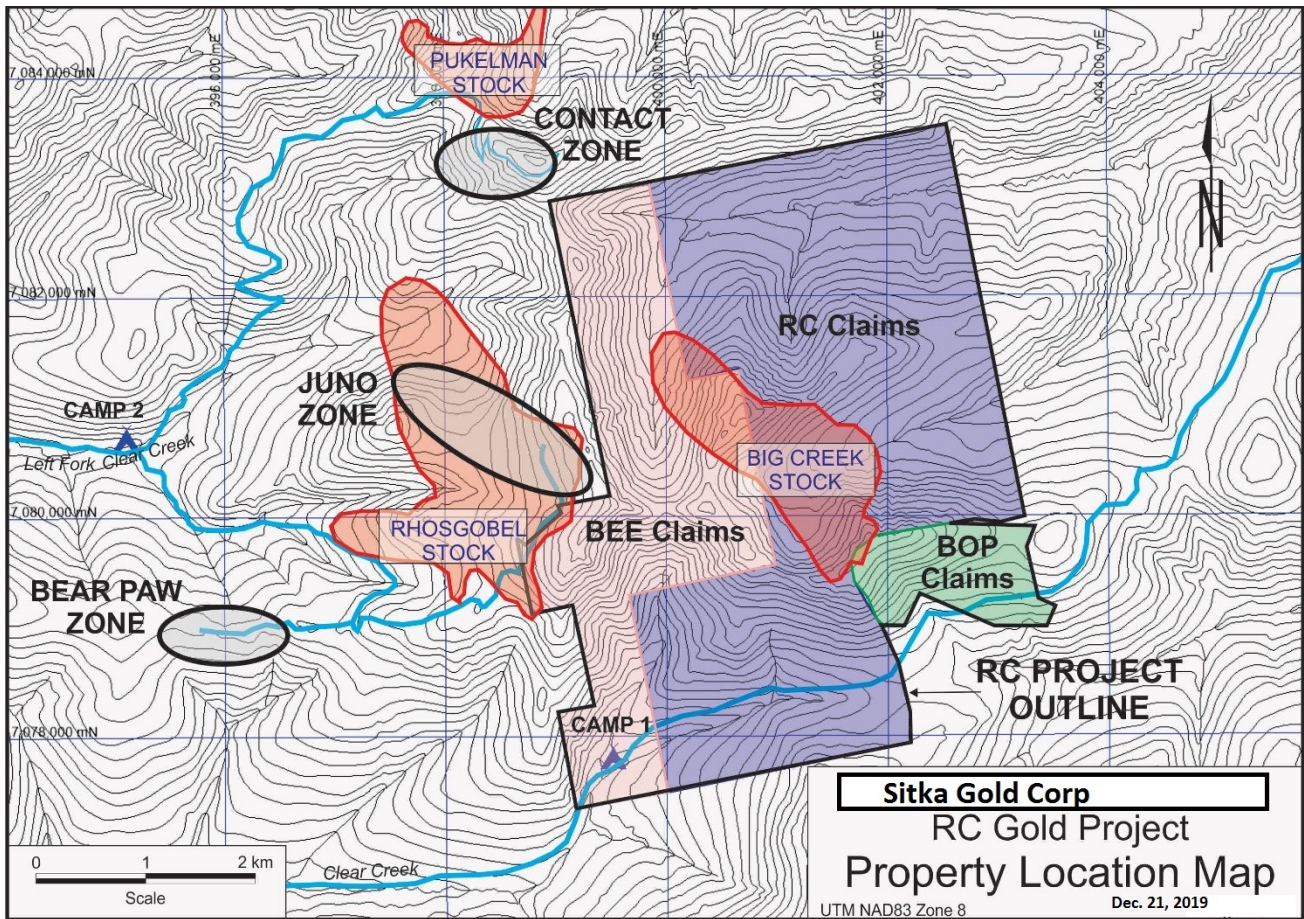 PUKELMAN
STOCK
7,084 000 mN
396 000 mE
400 000 mE
402 000 mE
404 000 mE
CONTACT
ZONE
N
7,082 000 mN
RC Claims
JUNO
ZONE
CAMP 2
Left Fork Clear Creek
BIG CREEK
STOCK
7,080 000 mN
RHOSGOBEL
STOCK
BEE Claims
BOP
Claims
BEAR PAW
ZONE
RC PROJECT
OUTLINE
CAMP 1
7,078 000 mN
Sitka Gold Corp
RC Gold Project
Property Location Map
Dec. 21, 2019
UTM NAD83 Zone 8
0 1 2 km
Scale
Clear Creek